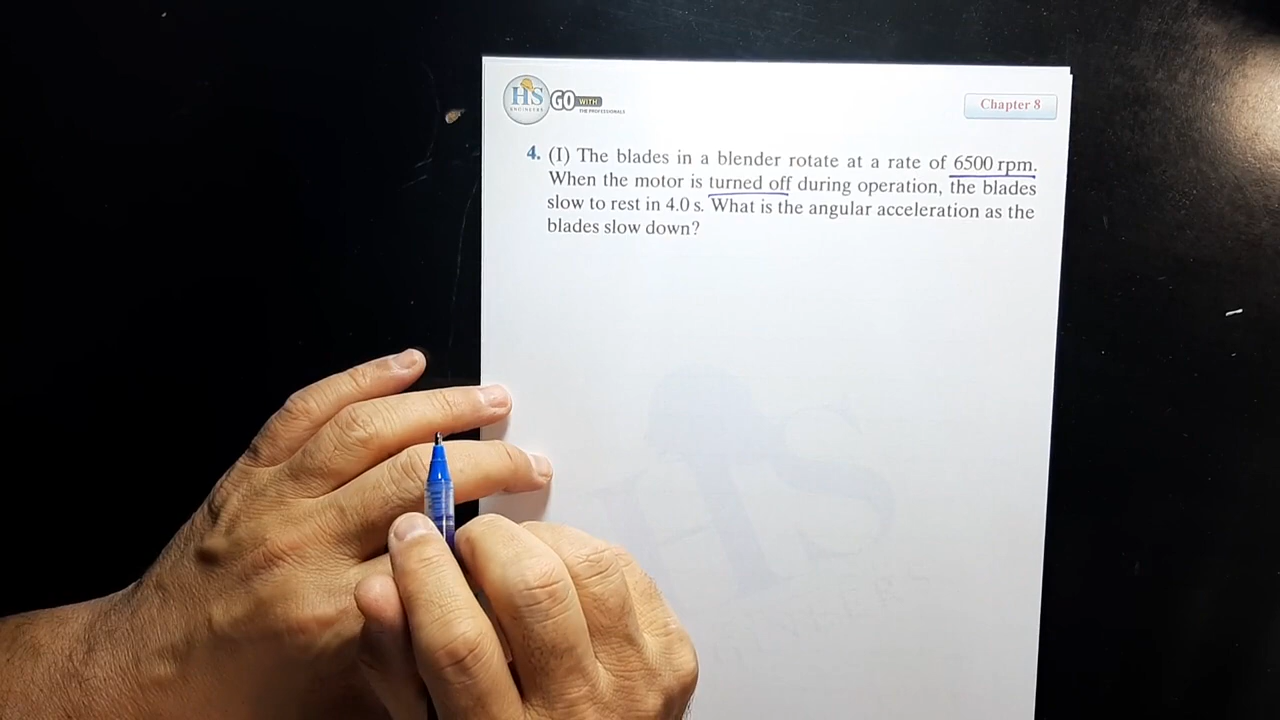 HS
ENGINEERS
GO WITH
THE PROFESSIONALS
Chapter 8
4. (I) The blades in a blender rotate at a rate of 6500 rpm.
When the motor is turned off during operation, the blades
slow to rest in 4.0 s. What is the angular acceleration as the
blades slow down?